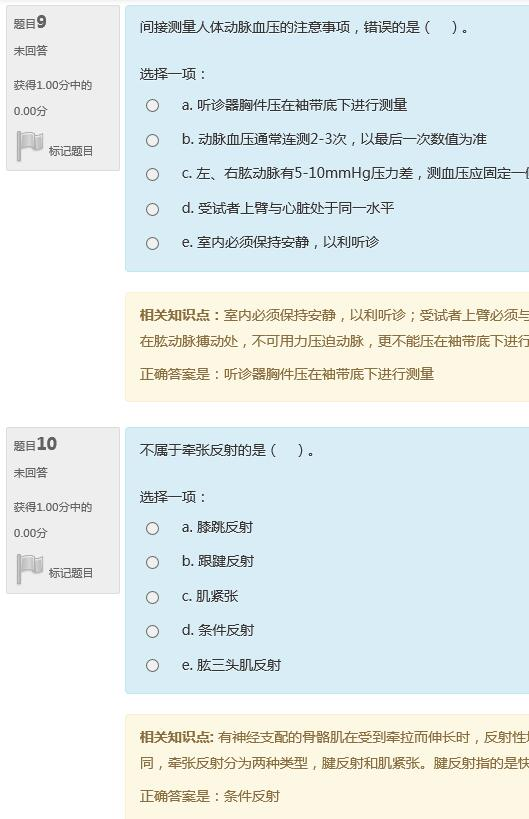 题目9
未回答
获得1.00分中的
0.00分
标记题目
间接测量人体动脉血压的注意事项，错误的是（ ）。
选择一项：
a. 听诊器胸件压在袖带底下进行测量
b. 动脉血压通常连测2-3次，以最后一次数值为准
c. 左、右肱动脉有5-10mmHg压力差，测血压应固定一
d. 受试者上臂与心脏处于同一水平
e. 室内必须保持安静，以利听诊
相关知识点：室内必须保持安静，以利听诊；受试者上臂必须与
在肱动脉搏动处，不可用力压迫动脉，更不能压在袖带底下进行
正确答案是：听诊器胸件压在袖带底下进行测量
题目10
未回答
获得1.00分中的
0.00分
标记题目
不属于牵张反射的是（ ）。
选择一项：
a. 膝跳反射
b. 跟腱反射
c. 肌紧张
d. 条件反射
e. 肱三头肌反射
相关知识点: 有神经支配的骨骼肌在受到牵拉而伸长时，反射性
同，牵张反射分为两种类型，腱反射和肌紧张。腱反射指的是快
正确答案是：条件反射